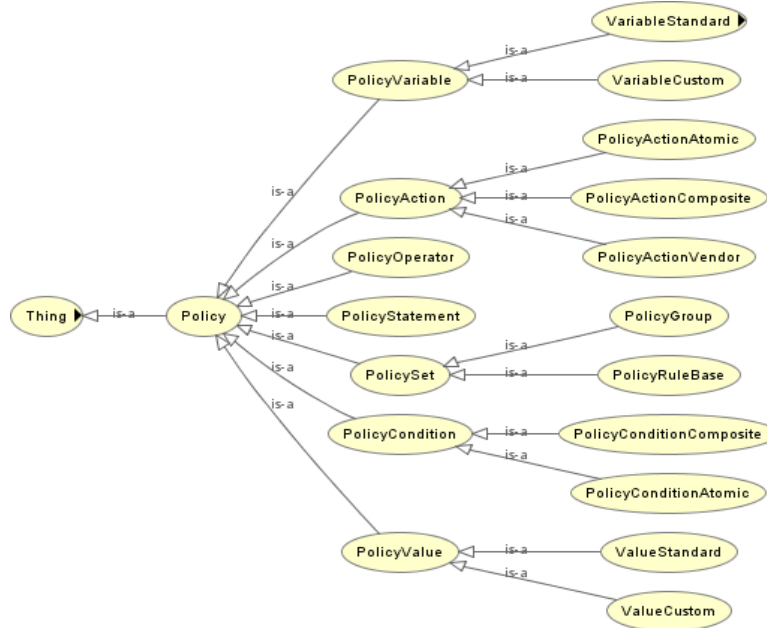 VariableStandard
is-a
PolicyVariable
is-a
VariableCustom
PolicyActionAtomic
is-a
is-a
PolicyAction
is-a
PolicyActionComposite
is-a
is-a
PolicyOperator
PolicyActionVendor
is-a
Thing
is-a
Policy
is-a
PolicyStatement
PolicyGroup
is-a
is-a
PolicySet
is-a
PolicyRuleBase
is-a
is-a
PolicyCondition
is-a
PolicyConditionComposite
is-a
PolicyConditionAtomic
PolicyValue
is-a
ValueStandard
is-a
ValueCustom